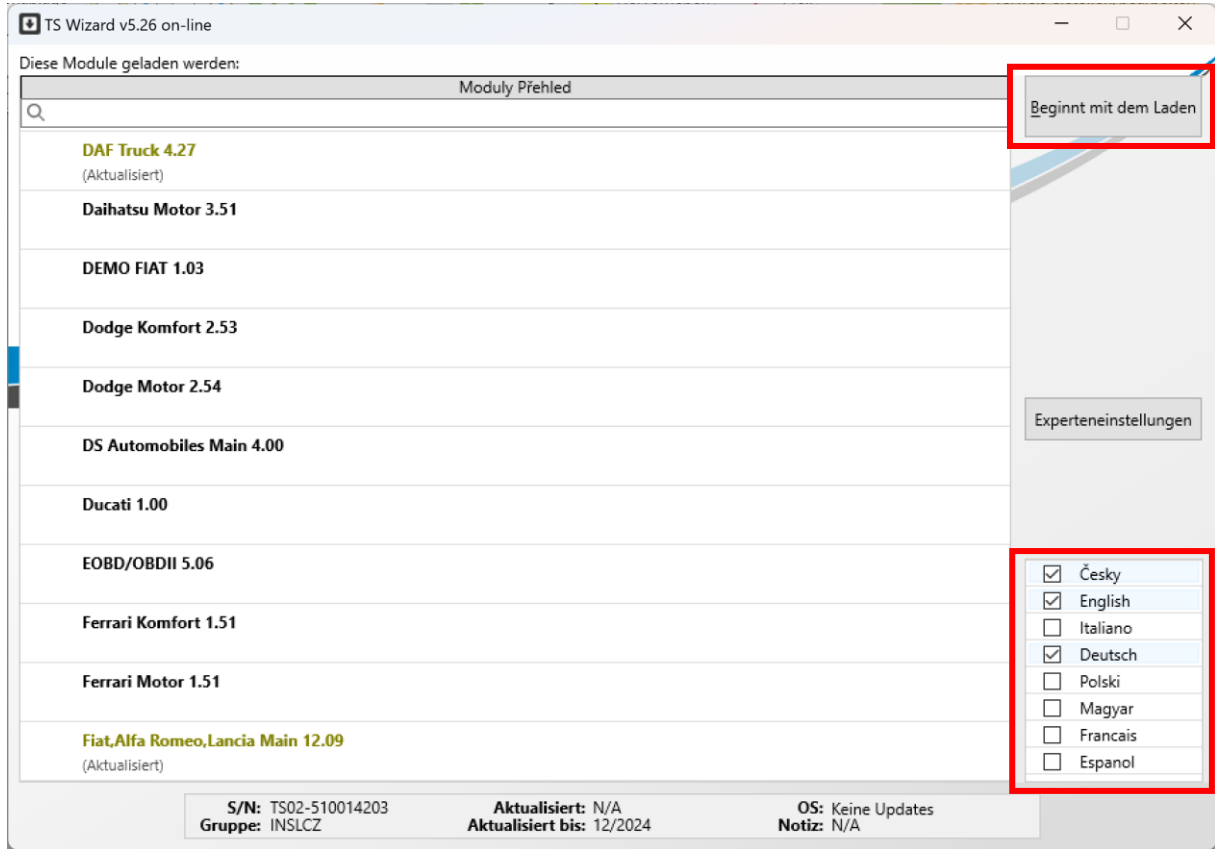 TS Wizard v5.26 on-line
Diese Module geladen werden:
Moduly Přehled
Beginnt mit dem Laden
DAF Truck 4.27
(Aktualisiert)
Daihatsu Motor 3.51
DEMO FIAT 1.03
Dodge Komfort 2.53
Dodge Motor 2.54
Experteneinstellungen
DS Automobiles Main 4.00
Ducati 1.00
EOBD/OBDII 5.06
Ferrari Komfort 1.51
Ferrari Motor 1.51
Fiat,Alfa Romeo,Lancia Main 12.09
(Aktualisiert)
Česky
English
Italiano
Deutsch
Polski
Magyar
Francais
Espanol
S/N: TS02-510014203 Aktualisiert: N/A OS: Keine Updates
Gruppe: INSLCZ Aktualisiert bis: 12/2024 Notiz: N/A